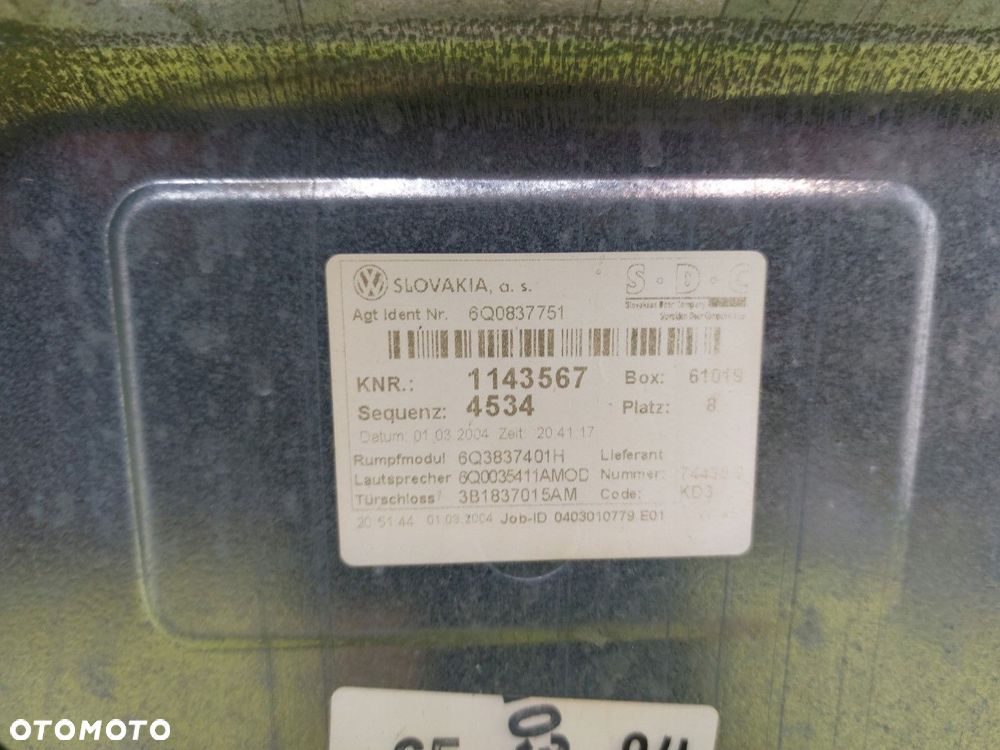 SLOVAKIA, a. s.
S · D · C
Agt Ident Nr. 6Q0837751
KNR.: 1143567 Box: 61019
Sequenz: 4534 Platz: 8
Datum: 01.03.2004 Zeit: 20:41:17
Rumpfmodul 6Q3837401H Lieferant
Lautsprecher 6Q0035411AMOD Nummer:
Türschloss 3B1837015AM Code: KD3
20:51:44 01.03.2004 Job-ID 0403010779 E01
OTOMOTO